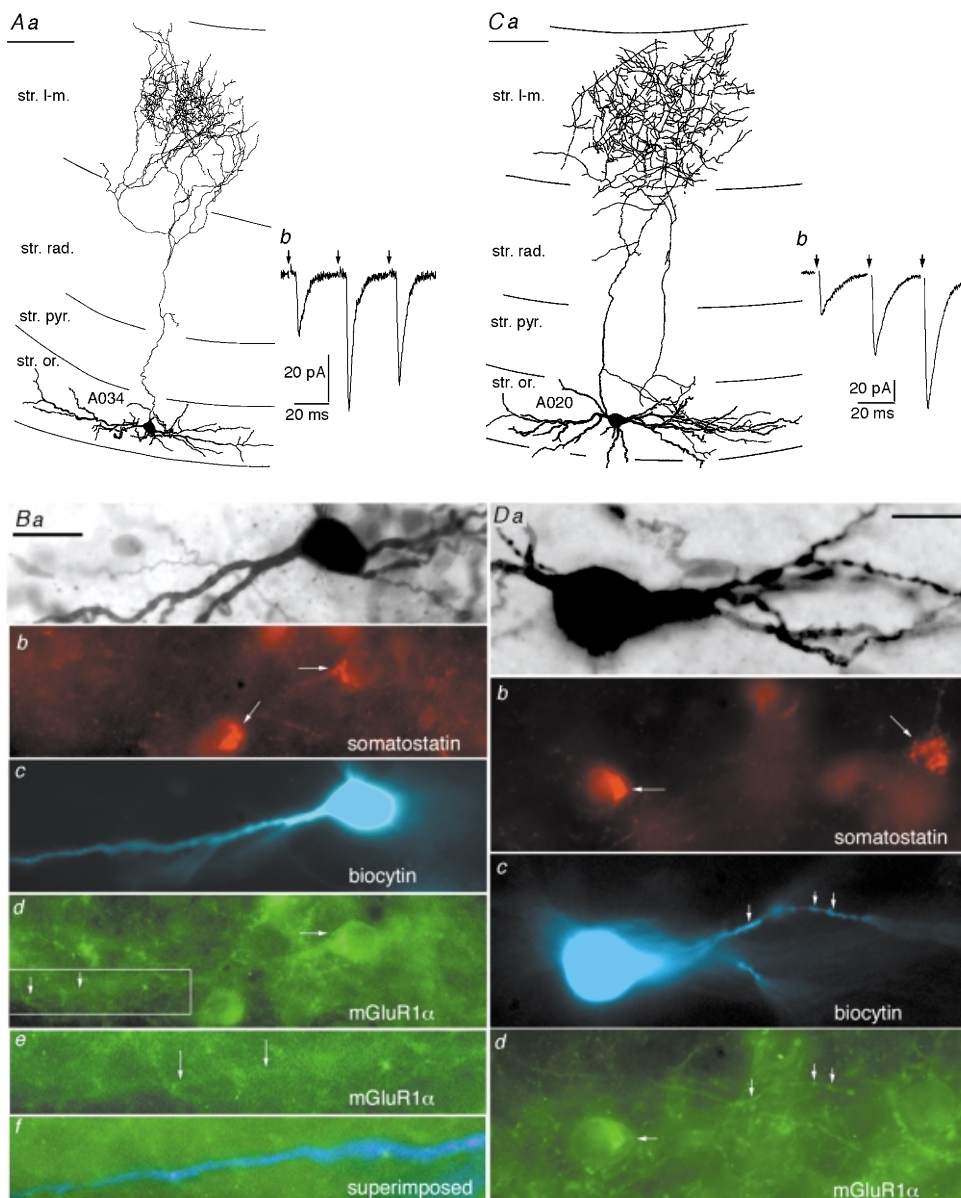 Aa
str. l-m.
str. rad.
str. pyr.
str. or.
A034
b
20 pA
20 ms
Ca
str. l-m.
str. rad.
str. pyr.
str. or.
A020
b
20 pA
20 ms
Ba
b
somatostatin
c
biocytin
d
mGluR1α
e
mGluR1α
f
superimposed
Da
b
somatostatin
c
biocytin
d
mGluR1α